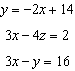 y = −2x + 14
3x − 4z = 2
3x − y = 16